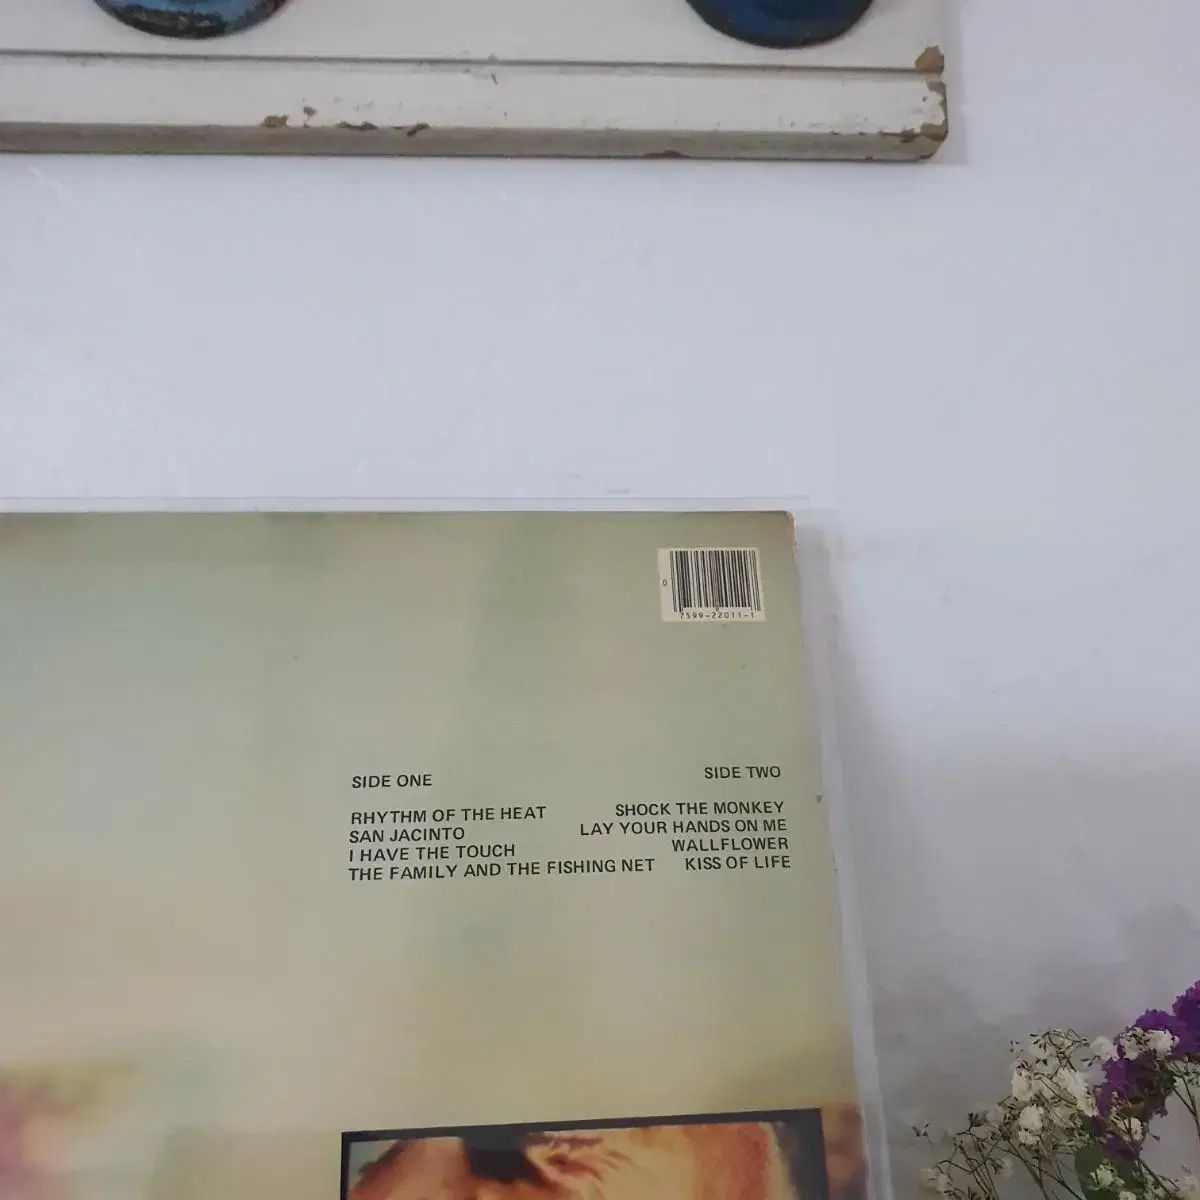 0
7599-22011-1
SIDE ONE
RHYTHM OF THE HEAT
SAN JACINTO
I HAVE THE TOUCH
THE FAMILY AND THE FISHING NET
SIDE TWO
SHOCK THE MONKEY
LAY YOUR HANDS ON ME
WALLFLOWER
KISS OF LIFE